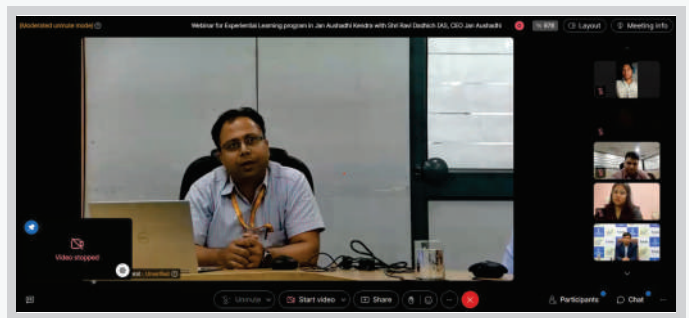 (Moderated unmute mode)
Webinar for Experiential Learning program in Jan Aushadhi Kendra with Shri Ravi Dadhich IAS, CEO Jan Aushadhi
Layout
Meeting info
Video stopped
Unverified
Unmute
Start video
Share
Participants
Chat